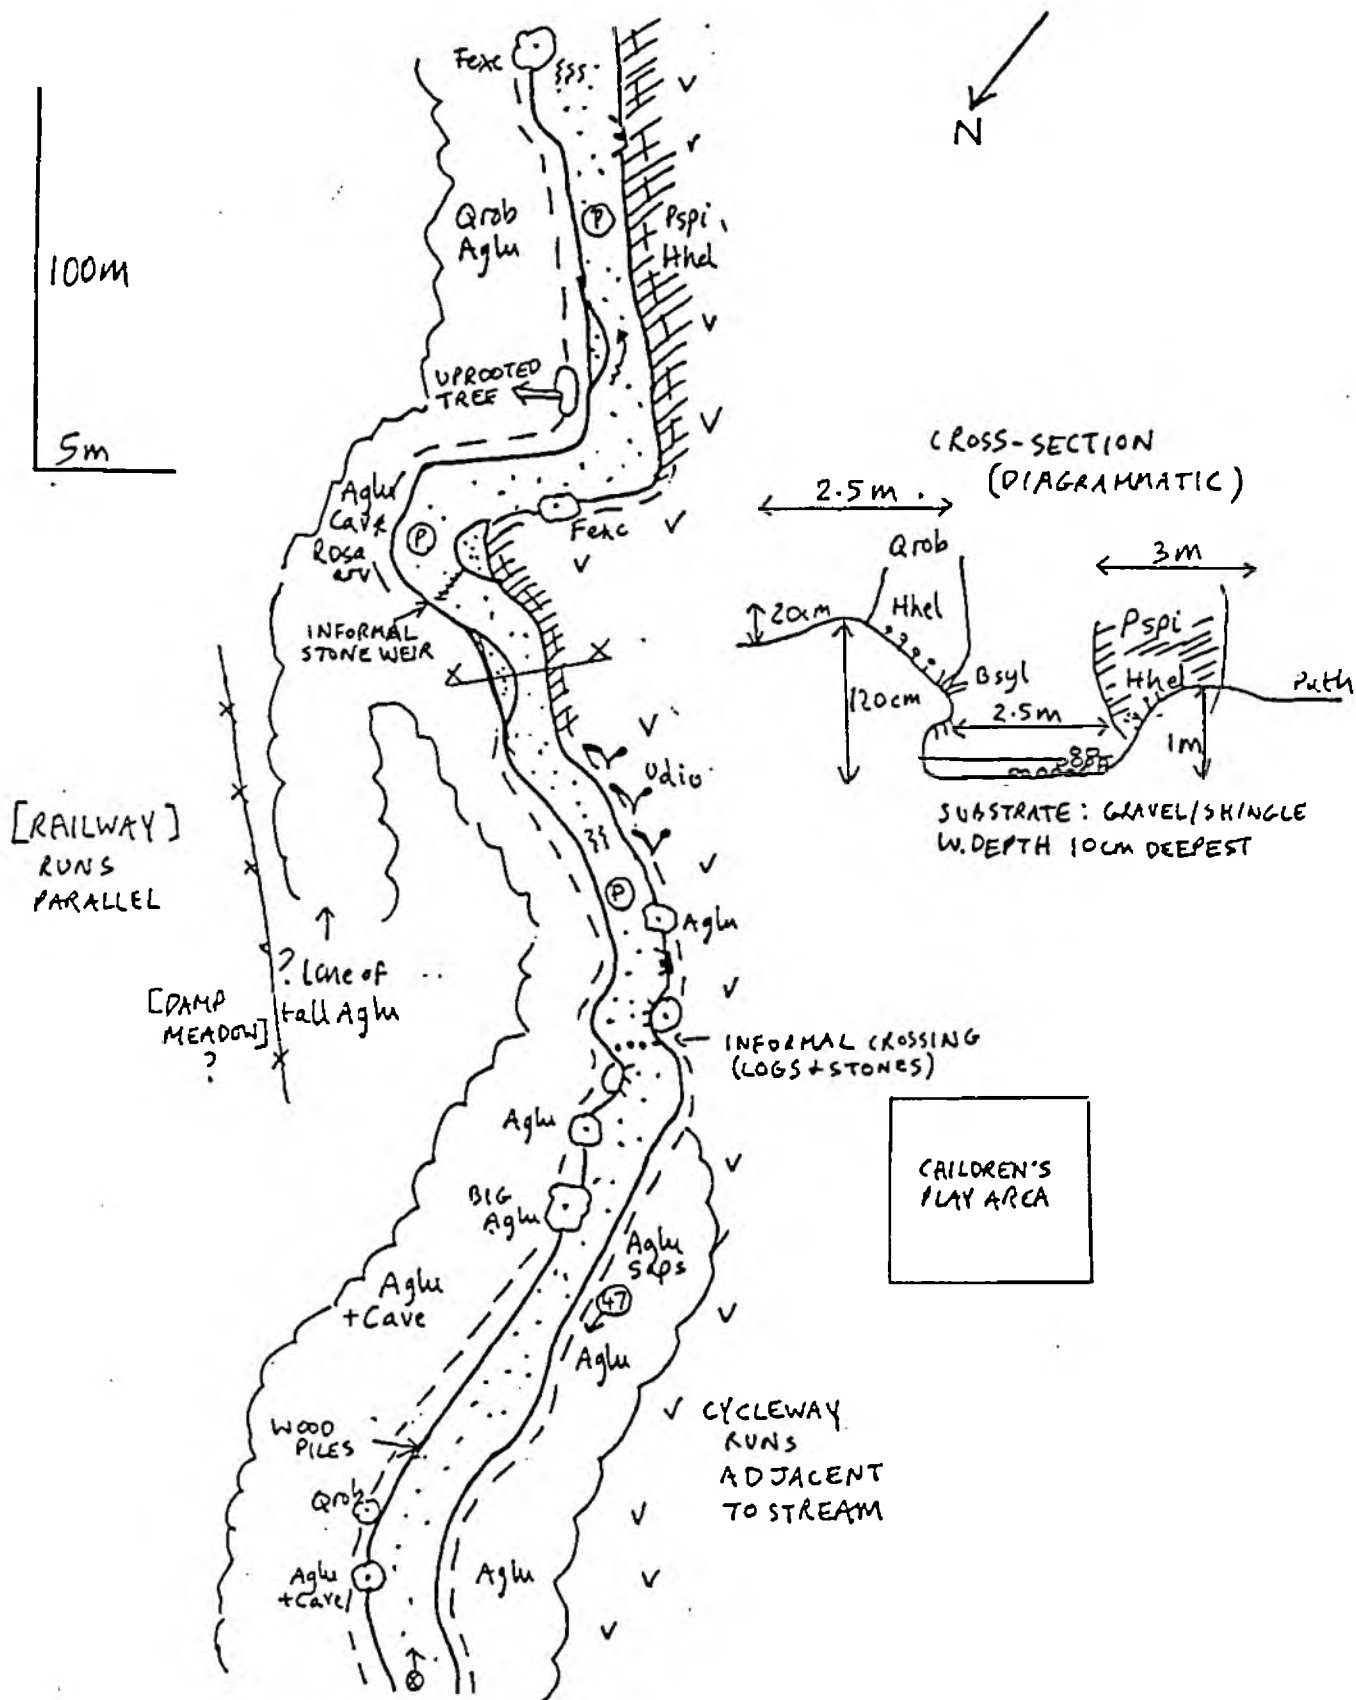 Fexc
N
100m
5m
Qrob
Aglu
P
Pspi
Hhel
UPROOTED
TREE
Aglu
Cave
Rosa
arv
P
Fexc
INFORMAL
STONE WEIR
X
X
CROSS-SECTION
(DIAGRAMMATIC)
2.5m
Qrob
3m
20cm
Hhel
Pspi
Bsyl
Hhel
Path
120cm
2.5m
1m
SUBSTRATE: GRAVEL/SHINGLE
W. DEPTH 10cm DEEPEST
Udio
[RAILWAY]
RUNS
PARALLEL
P
Aglu
? Line of
tall Aglu
[DAMP
MEADOW]
?
INFORMAL CROSSING
(LOGS + STONES)
Aglu
CHILDREN'S
PLAY AREA
BIG
Aglu
Aglu
Saps
47
Aglu
+Cave
Aglu
CYCLEWAY
RUNS
ADJACENT
TO STREAM
WOOD
PILES
Qrob
Aglu
+Cavel
Aglu